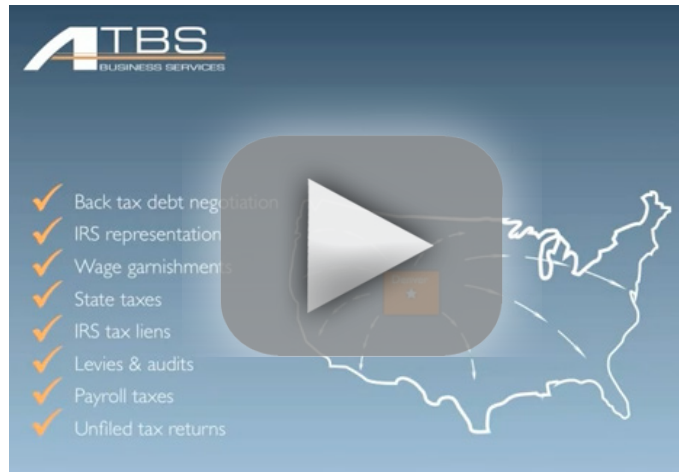 ATBS
BUSINESS SERVICES
Back tax debt negotiation
IRS representation
Wage garnishments
State taxes
IRS tax liens
Levies & audits
Payroll taxes
Unfiled tax returns